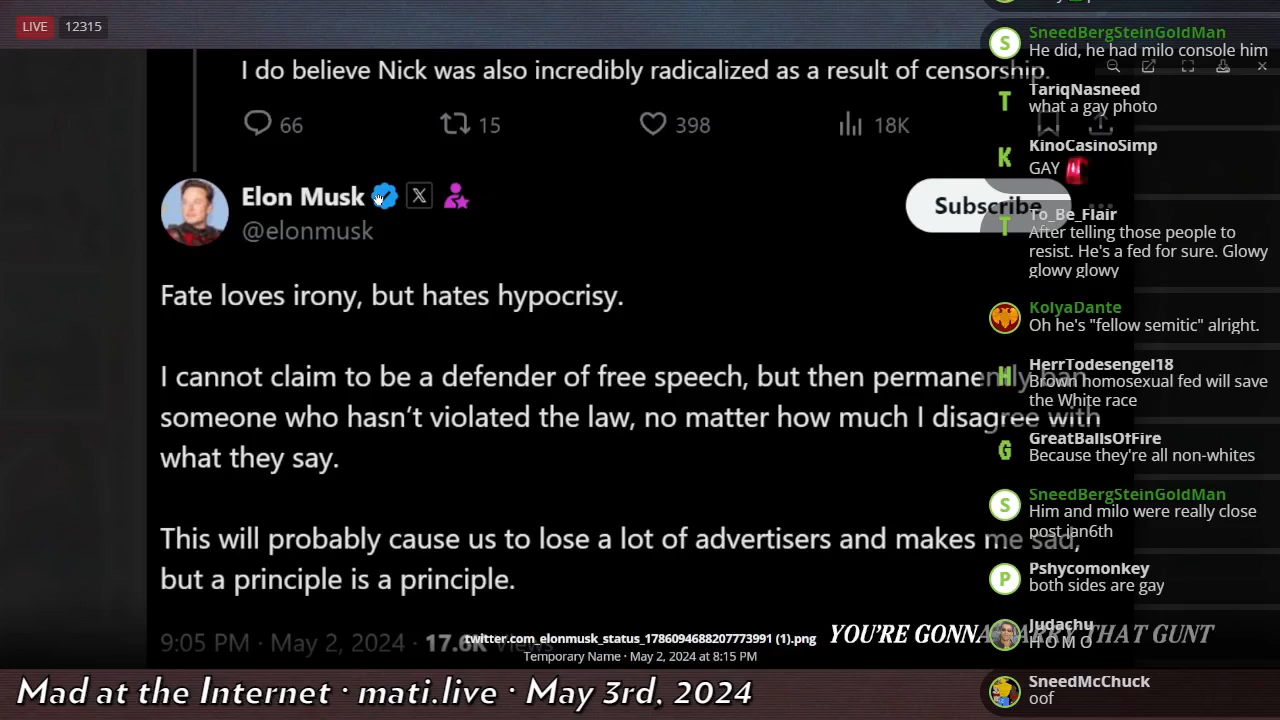 LIVE 12315
I do believe Nick was also incredibly radicalized as a result of censorship.
66 15 398 18K
Elon Musk
@elonmusk
Subscribe
Fate loves irony, but hates hypocrisy.
I cannot claim to be a defender of free speech, but then permanently ban
someone who hasn’t violated the law, no matter how much I disagree with
what they say.
This will probably cause us to lose a lot of advertisers and makes me sad,
but a principle is a principle.
9:05 PM · May 2, 2024 · 17.6K Views
twitter.com_elonmusk_status_1786094688207773991 (1).png
Temporary Name · May 2, 2024 at 8:15 PM
YOU'RE GONNA CARRY THAT GUNT
Mad at the Internet · mati.live · May 3rd, 2024
SneedBergSteinGoldMan
He did, he had milo console him
TariqNasneed
what a gay photo
KinoCasinoSimp
GAY
To_Be_Flair
After telling those people to
resist. He's a fed for sure. Glowy
glowy glowy
KolyaDante
Oh he's "fellow semitic" alright.
HerrTodesengel18
Brown homosexual fed will save
the White race
GreatBallsOfFire
Because they're all non-whites
SneedBergSteinGoldMan
Him and milo were really close
post jan6th
Pshycomonkey
both sides are gay
Judachu
H O M O
SneedMcChuck
oof